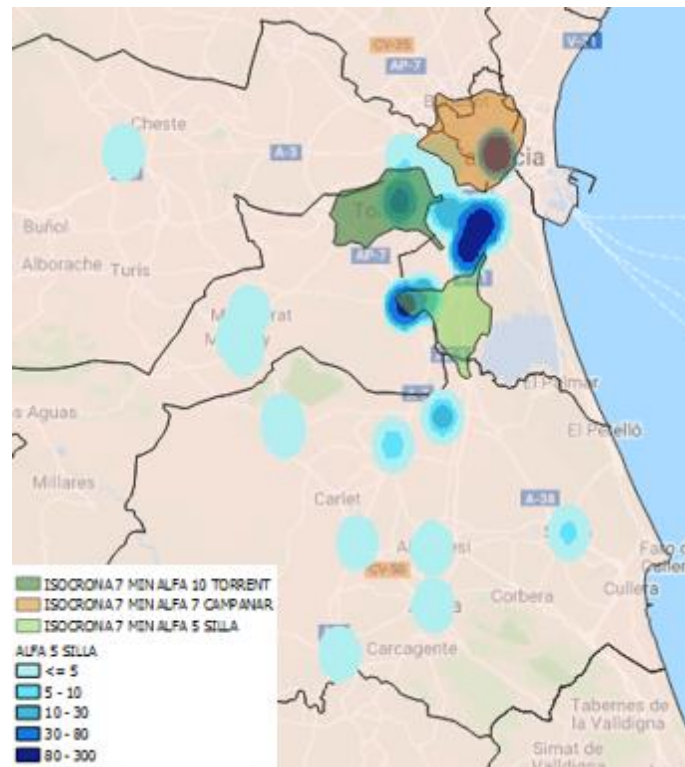 CV-35
V-21
AP-7
Cheste
A-3
Buñol
Alborache
Turís
AP-7
El Palmar
s Aguas
El Perelló
Millares
Carlet
A-38
CV-50
Corbera
Cullera
Carcagente
Tabernes de
la Valldigna
Simat de
Valldigna
ISOCRONA 7 MIN ALFA 10 TORRENT
ISOCRONA 7 MIN ALFA 7 CAMPANAR
ISOCRONA 7 MIN ALFA 5 SILLA
ALFA 5 SILLA
<= 5
5 - 10
10 - 30
30 - 80
80 - 300